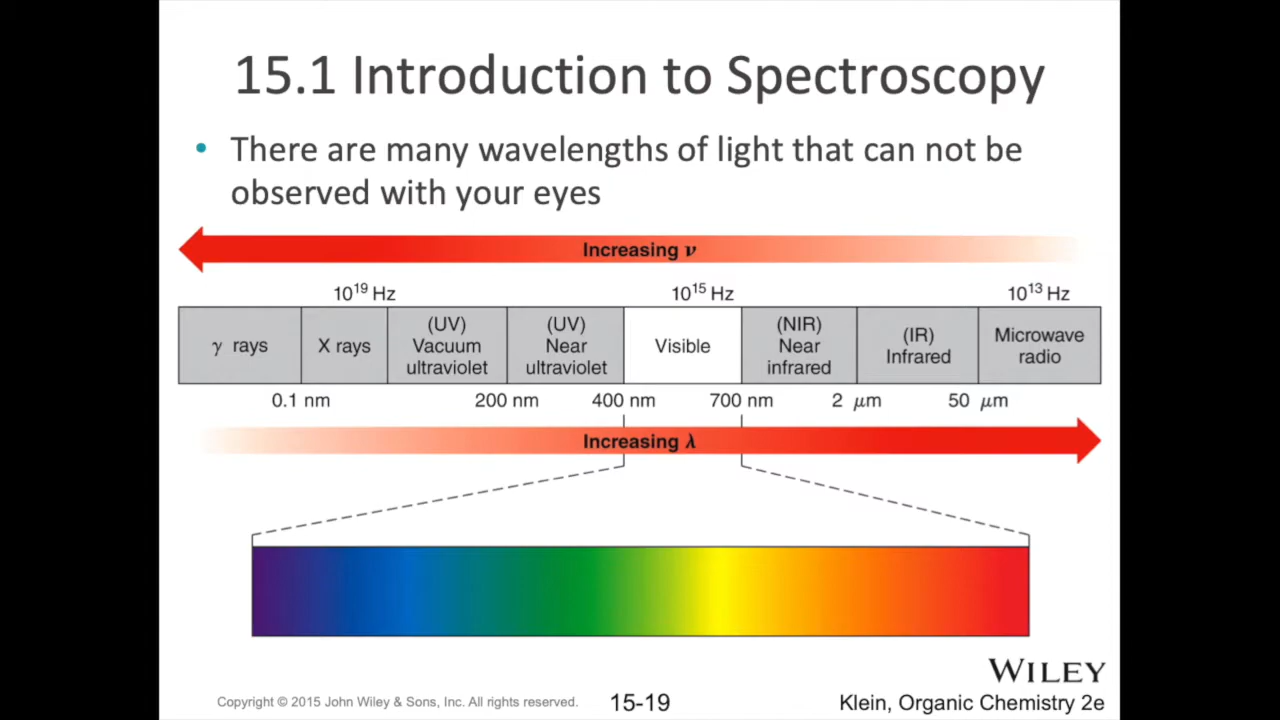 15.1 Introduction to Spectroscopy
• There are many wavelengths of light that can not be
observed with your eyes
Increasing ν
10¹⁹ Hz 10¹⁵ Hz 10¹³ Hz
γ rays
X rays
(UV)
Vacuum
ultraviolet
(UV)
Near
ultraviolet
Visible
(NIR)
Near
infrared
(IR)
Infrared
Microwave
radio
0.1 nm 200 nm 400 nm 700 nm 2 μm 50 μm
Increasing λ
WILEY
Copyright © 2015 John Wiley & Sons, Inc. All rights reserved. 15-19 Klein, Organic Chemistry 2e